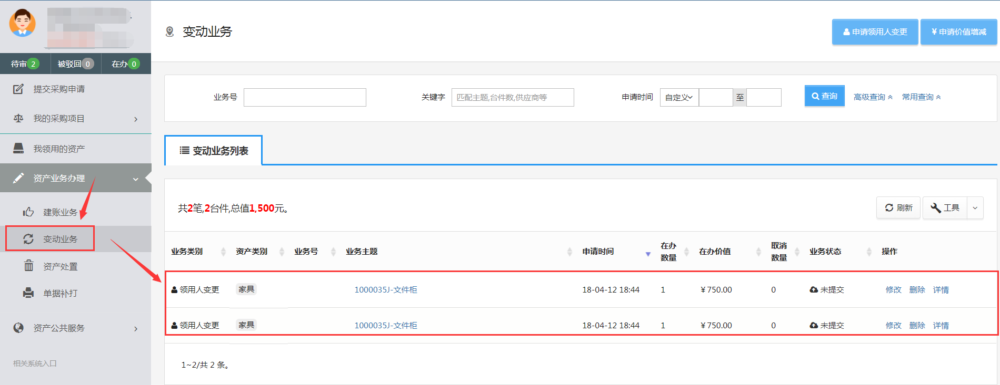 待审 2 被驳回 0 在办 0
提交采购申请
我的采购项目
我领用的资产
资产业务办理
建账业务
变动业务
资产处置
单据补打
资产公共服务
相关系统入口
变动业务
申请领用人变更 ¥ 申请价值增减
业务号 关键字 匹配主题,台件数,供应商等 申请时间 自定义 至 查询 高级查询 常用查询
变动业务列表
共2笔,2台件,总值1,500元。
刷新 工具
业务类别 资产类别 业务号 业务主题 申请时间 在办数量 在办价值 取消数量 业务状态 操作
领用人变更 家具 1000035J-文件柜 18-04-12 18:44 1 ￥750.00 0 未提交 修改 删除 详情
领用人变更 家具 1000035J-文件柜 18-04-12 18:44 1 ￥750.00 0 未提交 修改 删除 详情
1~2/共 2 条。